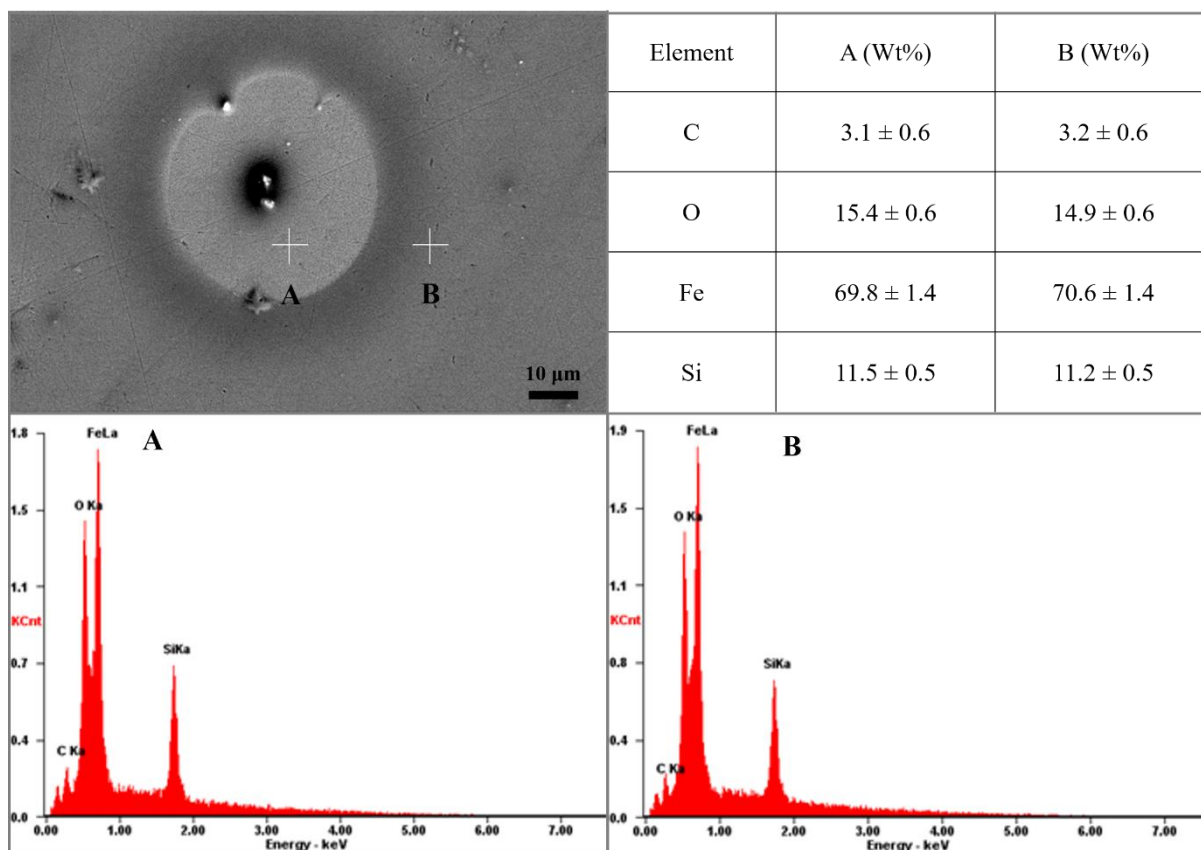 A
B
10 µm
Element A (Wt%) B (Wt%)
C 3.1 ± 0.6 3.2 ± 0.6
O 15.4 ± 0.6 14.9 ± 0.6
Fe 69.8 ± 1.4 70.6 ± 1.4
Si 11.5 ± 0.5 11.2 ± 0.5
A
1.8
FeLa
O Ka
1.5
1.1
KCnt
0.7
SiKa
0.4
C Ka
0.0
0.00 1.00 2.00 3.00 4.00 5.00 6.00 7.00
Energy - keV
B
1.9
FeLa
O Ka
1.5
1.1
KCnt
0.8
SiKa
0.4
C Ka
0.0
0.00 1.00 2.00 3.00 4.00 5.00 6.00 7.00
Energy - keV